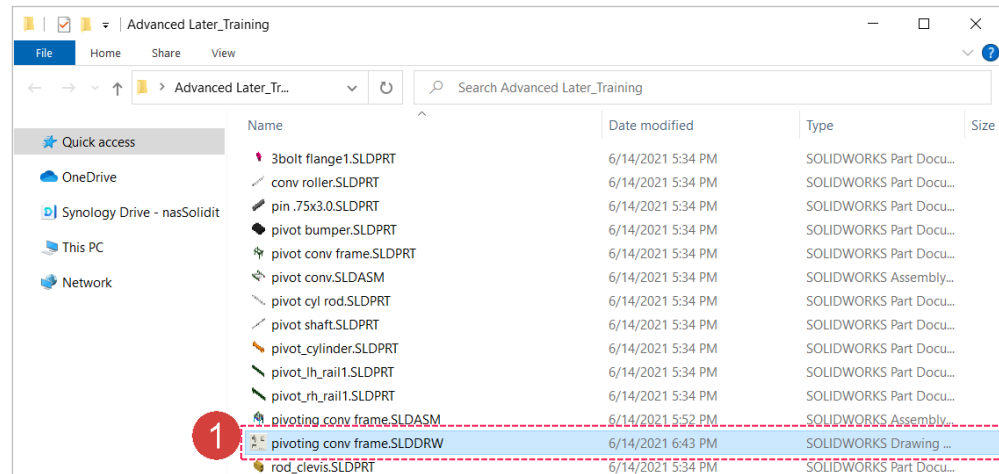 Advanced Later_Training
File Home Share View
Advanced Later_Tr... Search Advanced Later_Training
Name Date modified Type Size
Quick access
OneDrive
Synology Drive - nasSolidit
This PC
Network
3bolt flange1.SLDPRT 6/14/2021 5:34 PM SOLIDWORKS Part Docu...
conv roller.SLDPRT 6/14/2021 5:34 PM SOLIDWORKS Part Docu...
pin .75x3.0.SLDPRT 6/14/2021 5:34 PM SOLIDWORKS Part Docu...
pivot bumper.SLDPRT 6/14/2021 5:34 PM SOLIDWORKS Part Docu...
pivot conv frame.SLDPRT 6/14/2021 5:34 PM SOLIDWORKS Part Docu...
pivot conv.SLDASM 6/14/2021 5:34 PM SOLIDWORKS Assembly...
pivot cyl rod.SLDPRT 6/14/2021 5:34 PM SOLIDWORKS Part Docu...
pivot shaft.SLDPRT 6/14/2021 5:34 PM SOLIDWORKS Part Docu...
pivot_cylinder.SLDPRT 6/14/2021 5:34 PM SOLIDWORKS Part Docu...
pivot_lh_rail1.SLDPRT 6/14/2021 5:34 PM SOLIDWORKS Part Docu...
pivot_rh_rail1.SLDPRT 6/14/2021 5:34 PM SOLIDWORKS Part Docu...
pivoting conv frame.SLDASM 6/14/2021 5:52 PM SOLIDWORKS Assembly...
1 pivoting conv frame.SLDDRW 6/14/2021 6:43 PM SOLIDWORKS Drawing ...
rod_clevis.SLDPRT 6/14/2021 5:34 PM SOLIDWORKS Part Docu...